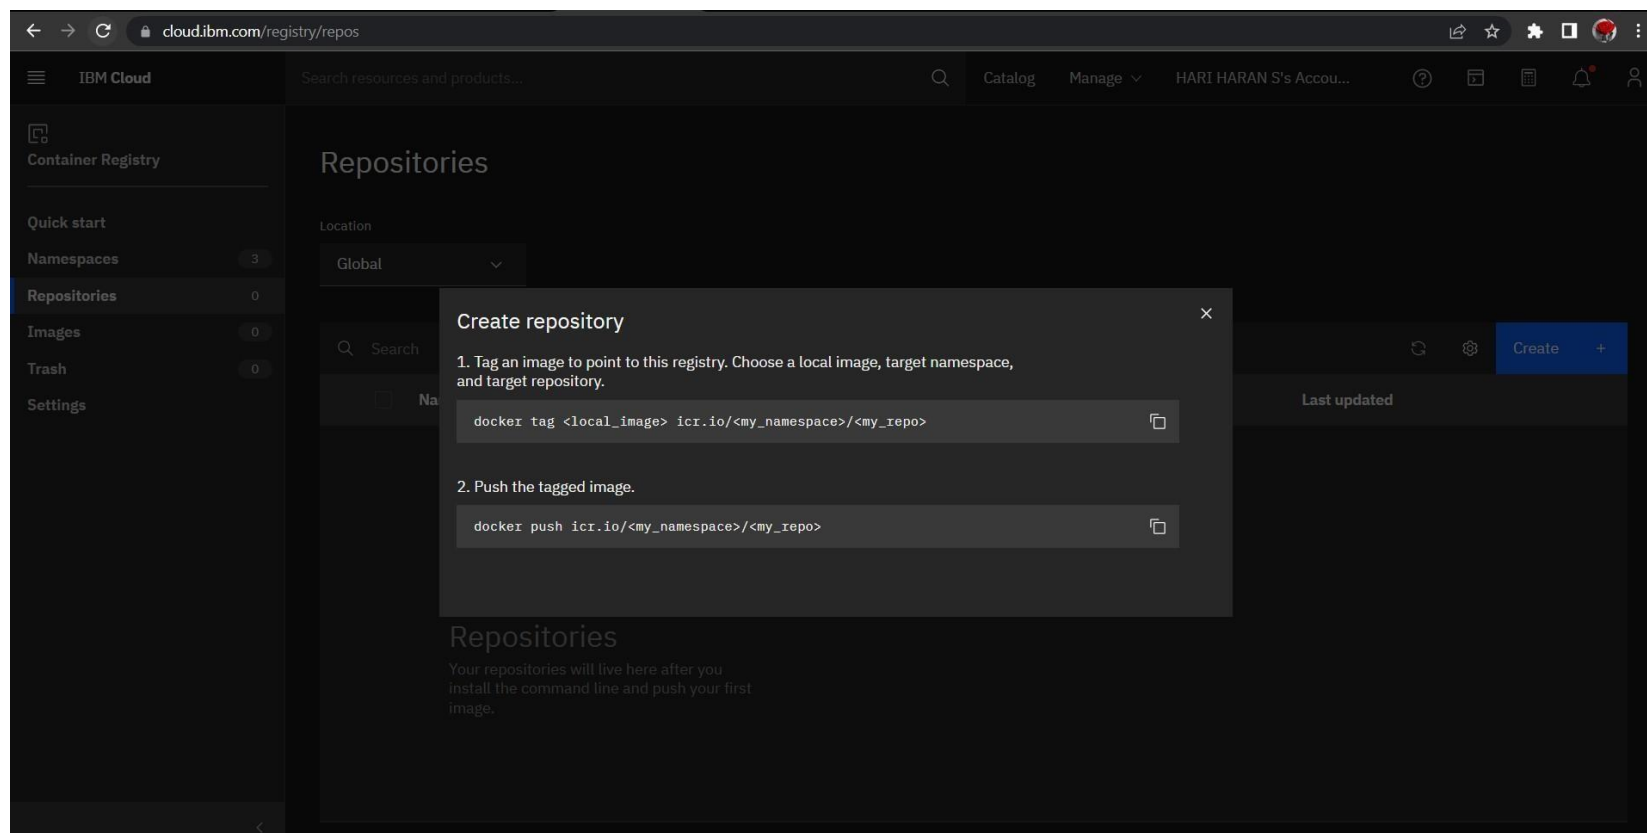 cloud.ibm.com/registry/repos
IBM Cloud
Search resources and products...
Catalog
Manage
HARI HARAN S's Accou...
Container Registry
Quick start
Namespaces 3
Repositories 0
Images 0
Trash 0
Settings
Repositories
Location
Global
Search
Create +
Na
Last updated
Create repository
1. Tag an image to point to this registry. Choose a local image, target namespace,
and target repository.
docker tag <local_image> icr.io/<my_namespace>/<my_repo>
2. Push the tagged image.
docker push icr.io/<my_namespace>/<my_repo>
Repositories
Your repositories will live here after you
install the command line and push your first
image.